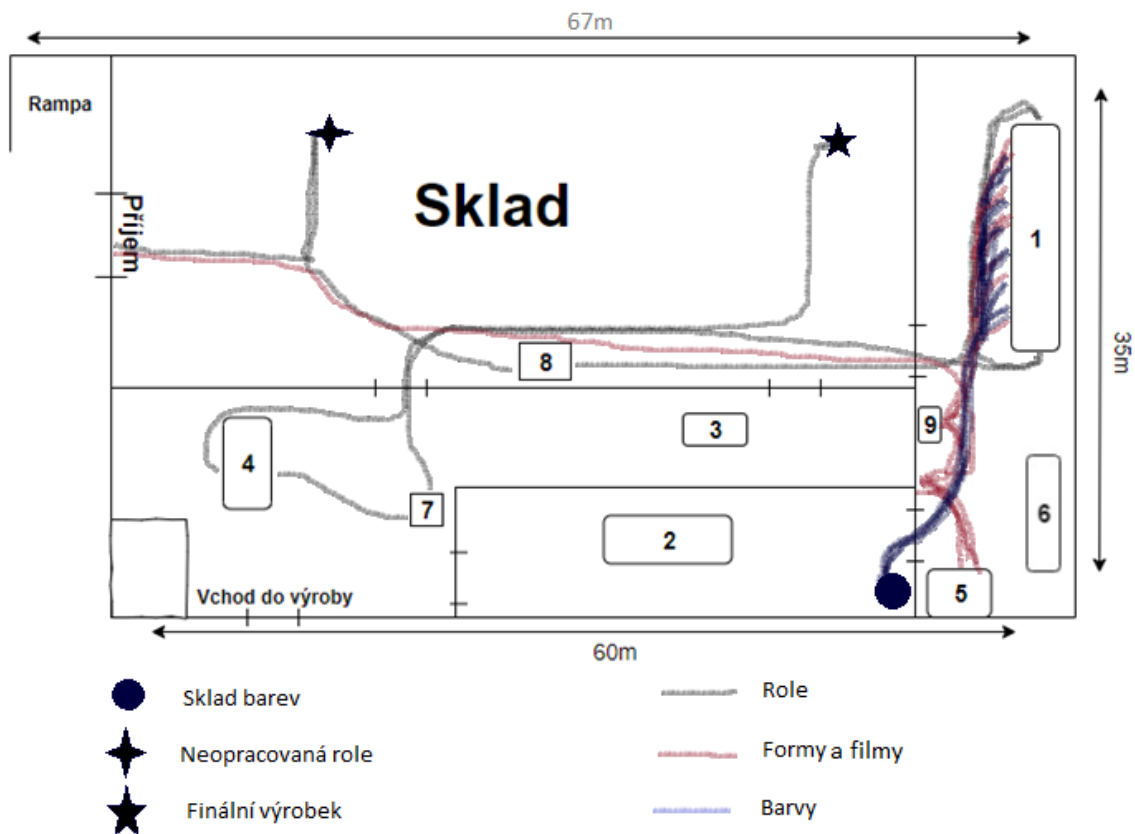 67m
Rampa
Příjem
Sklad
1
35m
8
9
3
4
7
6
2
5
Vchod do výroby
60m
Sklad barev
Role
Neopracovaná role
Formy a filmy
Finální výrobek
Barvy